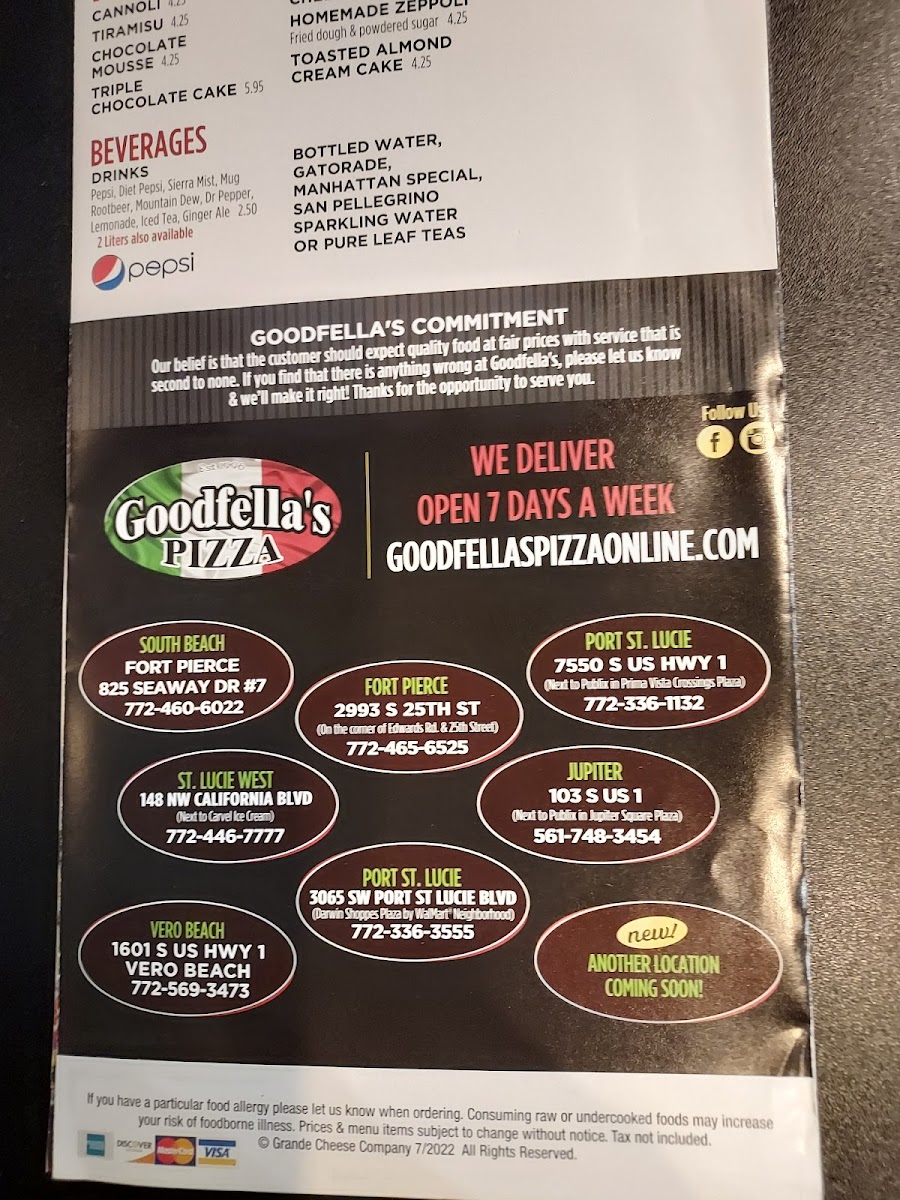 CANNOLI 4.25
TIRAMISU 4.25
CHOCOLATE
MOUSSE 4.25
TRIPLE
CHOCOLATE CAKE 5.95
HOMEMADE ZEPPOLI
Fried dough & powdered sugar 4.25
TOASTED ALMOND
CREAM CAKE 4.25
BEVERAGES
DRINKS
Pepsi, Diet Pepsi, Sierra Mist, Mug
Rootbeer, Mountain Dew, Dr Pepper,
Lemonade, Iced Tea, Ginger Ale 2.50
2 Liters also available
pepsi
BOTTLED WATER,
GATORADE,
MANHATTAN SPECIAL,
SAN PELLEGRINO
SPARKLING WATER
OR PURE LEAF TEAS
GOODFELLA'S COMMITMENT
Our belief is that the customer should expect quality food at fair prices with service that is
second to none. If you find that there is anything wrong at Goodfella's, please let us know
& we'll make it right! Thanks for the opportunity to serve you.
Follow Us
f
Goodfella's
PIZZA
WE DELIVER
OPEN 7 DAYS A WEEK
GOODFELLASPIZZAONLINE.COM
SOUTH BEACH
FORT PIERCE
825 SEAWAY DR #7
772-460-6022
FORT PIERCE
2993 S 25TH ST
(On the corner of Edwards Rd. & 25th Street)
772-465-6525
PORT ST. LUCIE
7550 S US HWY 1
(Next to Publix in Prima Vista Crossings Plaza)
772-336-1132
ST. LUCIE WEST
148 NW CALIFORNIA BLVD
(Next to Carvel Ice Cream)
772-446-7777
JUPITER
103 S US 1
(Next to Publix in Jupiter Square Plaza)
561-748-3454
PORT ST. LUCIE
3065 SW PORT ST LUCIE BLVD
(Darwin Shoppes Plaza by WalMart® Neighborhood)
772-336-3555
VERO BEACH
1601 S US HWY 1
VERO BEACH
772-569-3473
new!
ANOTHER LOCATION
COMING SOON!
If you have a particular food allergy please let us know when ordering. Consuming raw or undercooked foods may increase
your risk of foodborne illness. Prices & menu items subject to change without notice. Tax not included.
© Grande Cheese Company 7/2022 All Rights Reserved.
DISCOVER
MasterCard
VISA